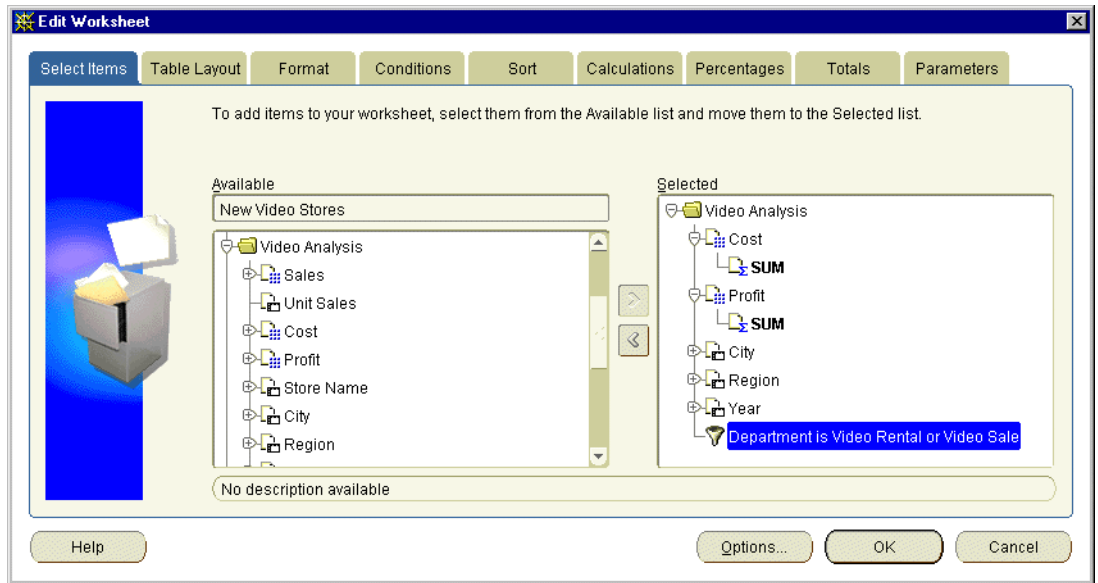 Edit Worksheet
Select Items Table Layout Format Conditions Sort Calculations Percentages Totals Parameters
To add items to your worksheet, select them from the Available list and move them to the Selected list.
Available
New Video Stores
Video Analysis
Sales
Unit Sales
Cost
Profit
Store Name
City
Region
Selected
Video Analysis
Cost
SUM
Profit
SUM
City
Region
Year
Department is Video Rental or Video Sale
No description available
Help Options... OK Cancel